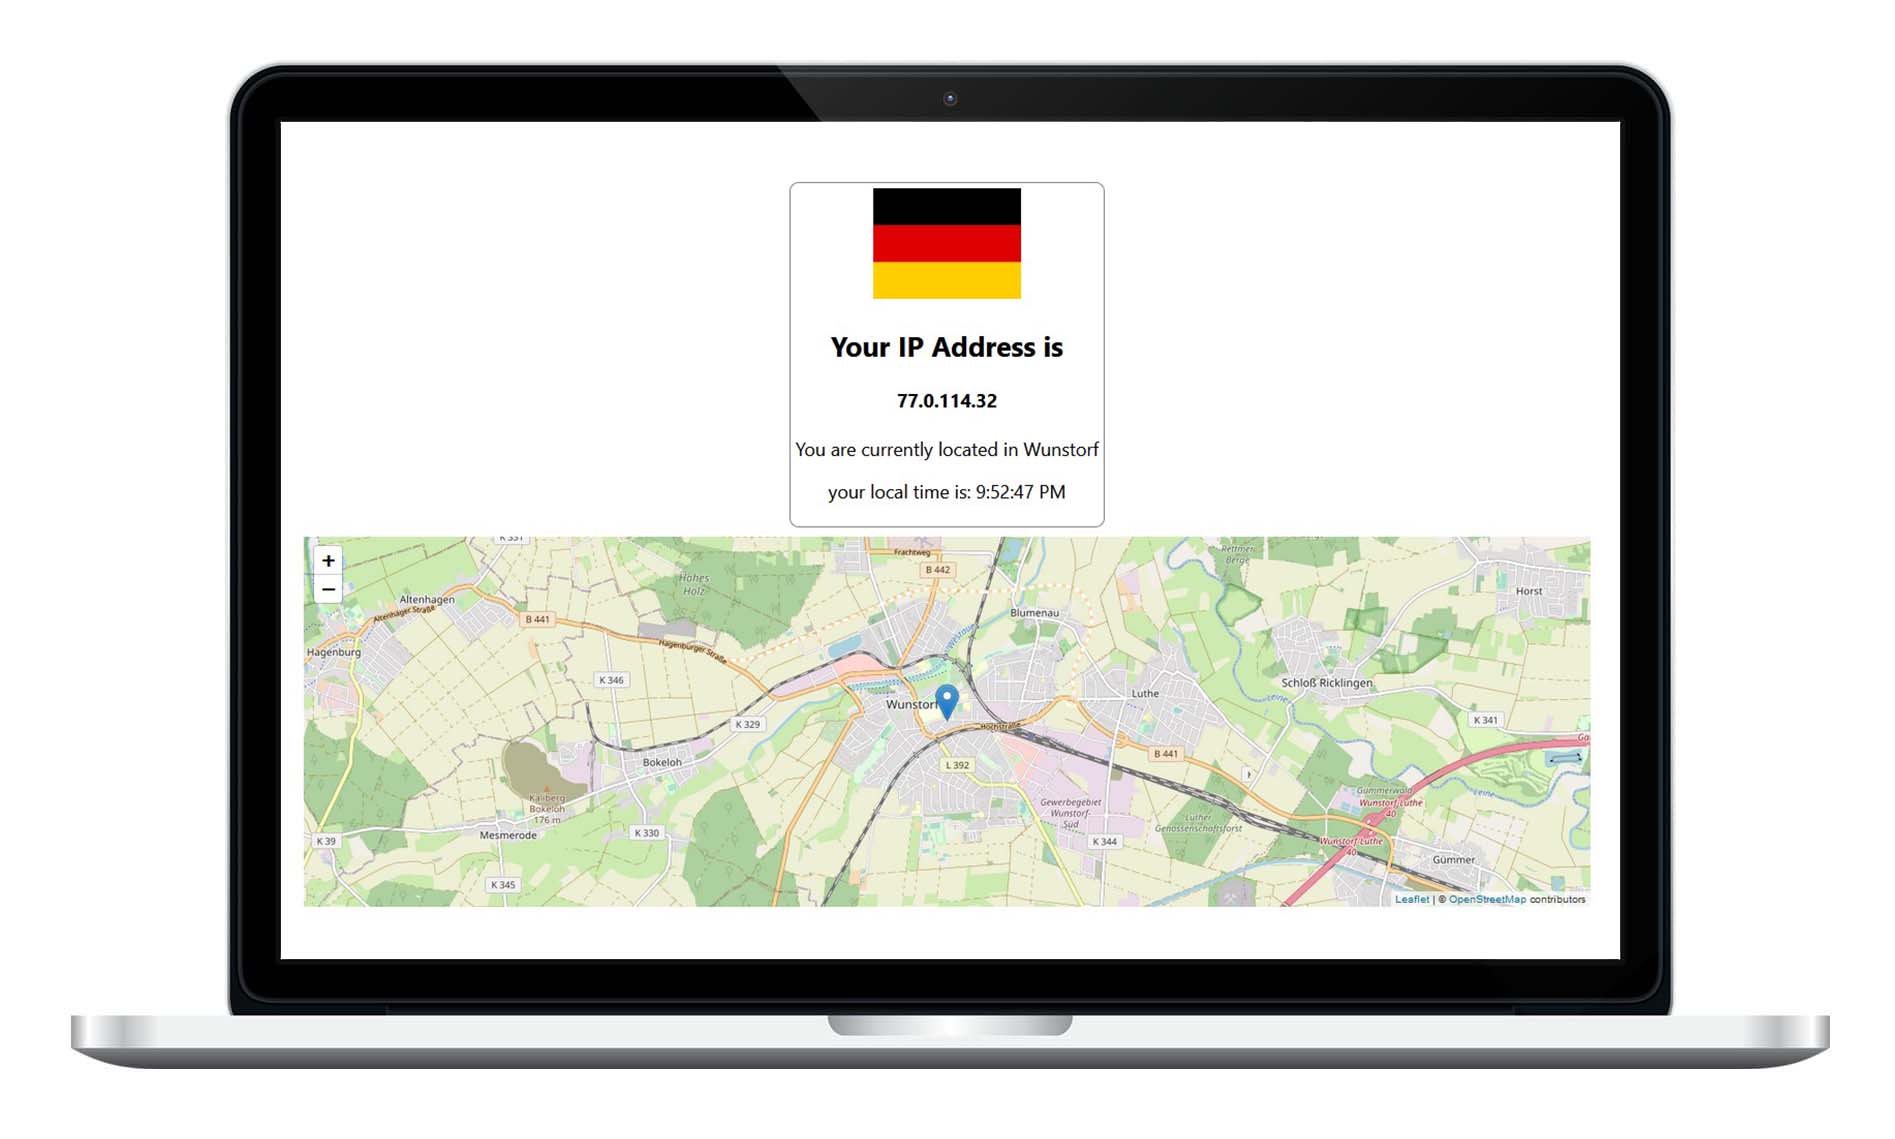 Your IP Address is
77.0.114.32
You are currently located in Wunstorf
your local time is: 9:52:47 PM
+
−
K 331
Frachtweg
B 442
Rettmer
Berge
Hohes
Holz
Altenhagen
Altenhäger Straße
B 441
Blumenau
Horst
Hagenburg
Hagenburger Straße
Westaue
K 346
Schloß Ricklingen
Luthe
Leine
Wunstorf
K 329
Hochstraße
K 341
B 441
Bokeloh
L 392
Kaliberg
Bokeloh
176 m
Gewerbegebiet
Wunstorf-
Süd
Gümmerwald
Wunstorf-Luthe
40
Leine
Luther
Genossenschaftsforst
Mesmerode
K 330
K 39
K 344
Wunstorf-Luthe
40
Gümmer
K 345
Leaflet | © OpenStreetMap contributors